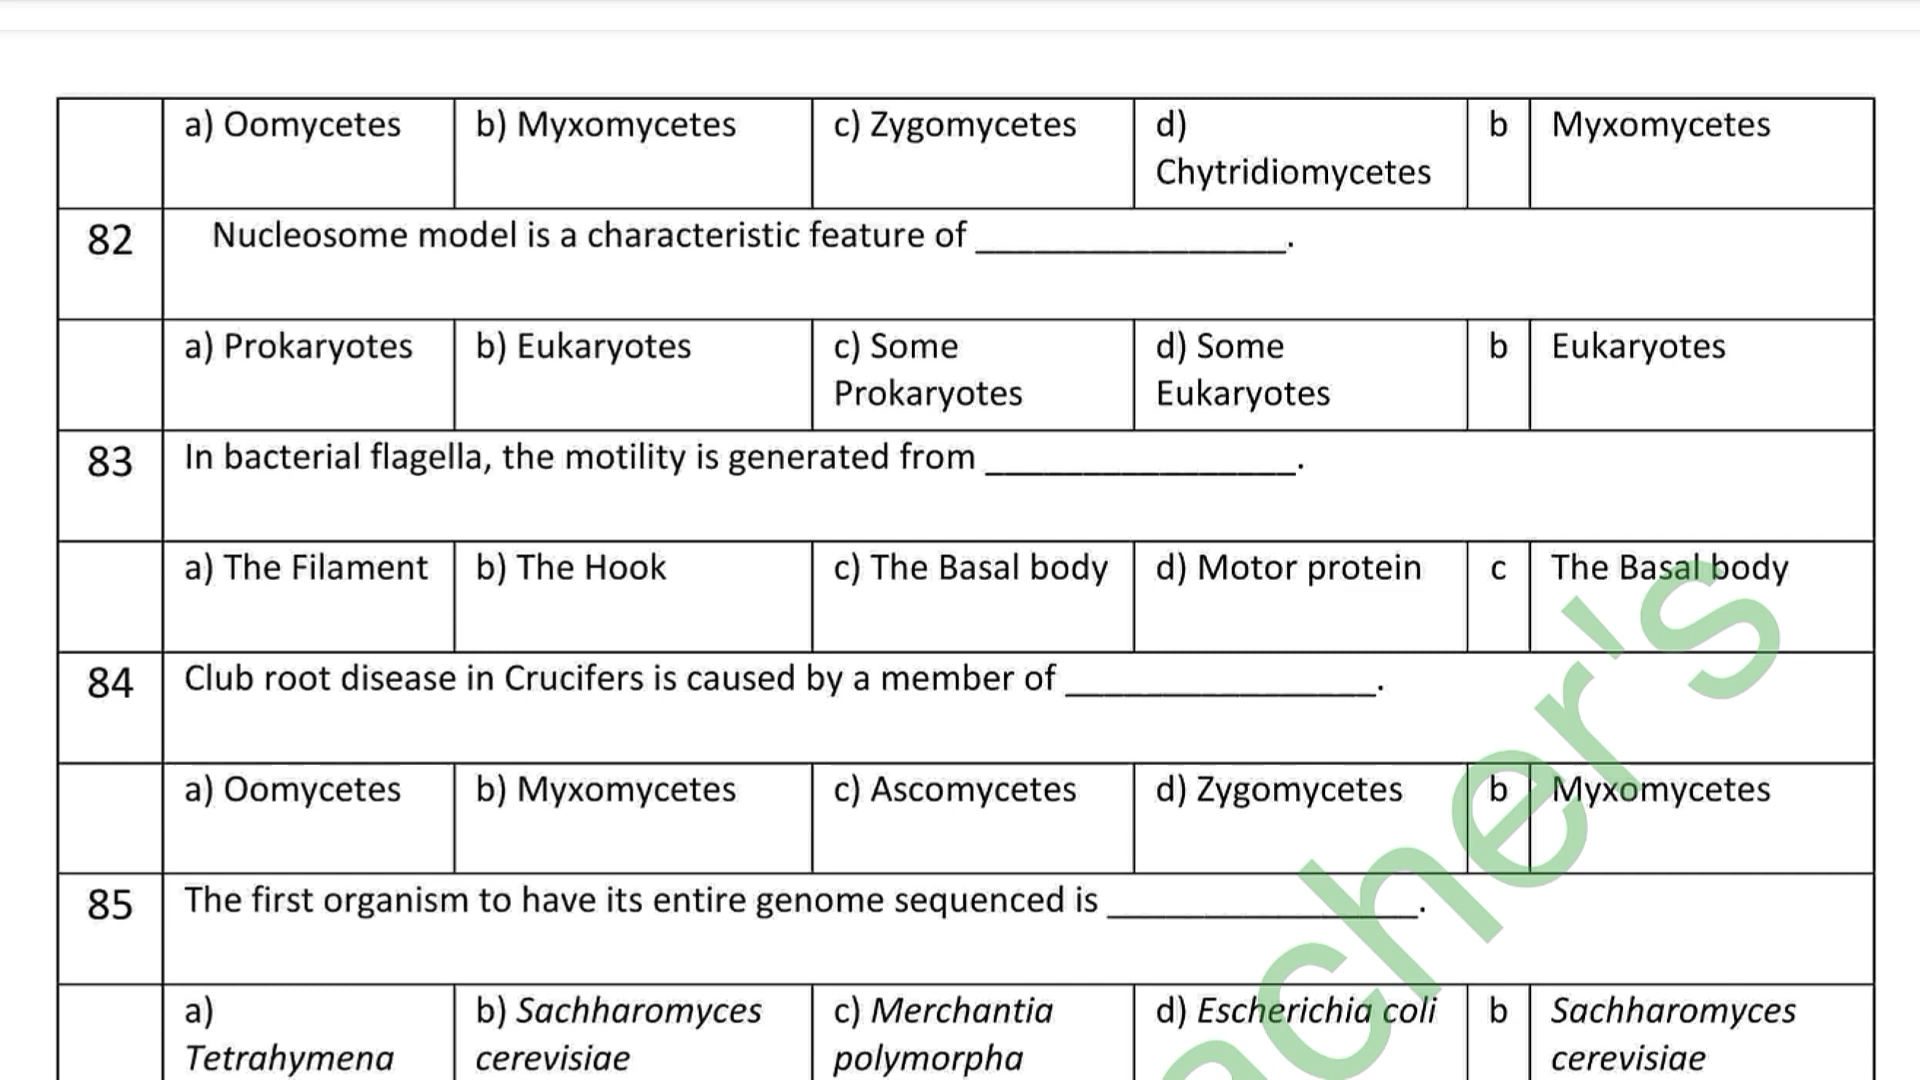 a) Oomycetes b) Myxomycetes c) Zygomycetes d) Chytridiomycetes b Myxomycetes
82 Nucleosome model is a characteristic feature of ________________.
a) Prokaryotes b) Eukaryotes c) Some Prokaryotes d) Some Eukaryotes b Eukaryotes
83 In bacterial flagella, the motility is generated from ________________.
a) The Filament b) The Hook c) The Basal body d) Motor protein c The Basal body
84 Club root disease in Crucifers is caused by a member of ________________.
a) Oomycetes b) Myxomycetes c) Ascomycetes d) Zygomycetes b Myxomycetes
85 The first organism to have its entire genome sequenced is ________________.
a) Tetrahymena b) Sachharomyces cerevisiae c) Merchantia polymorpha d) Escherichia coli b Sachharomyces cerevisiae
acher's